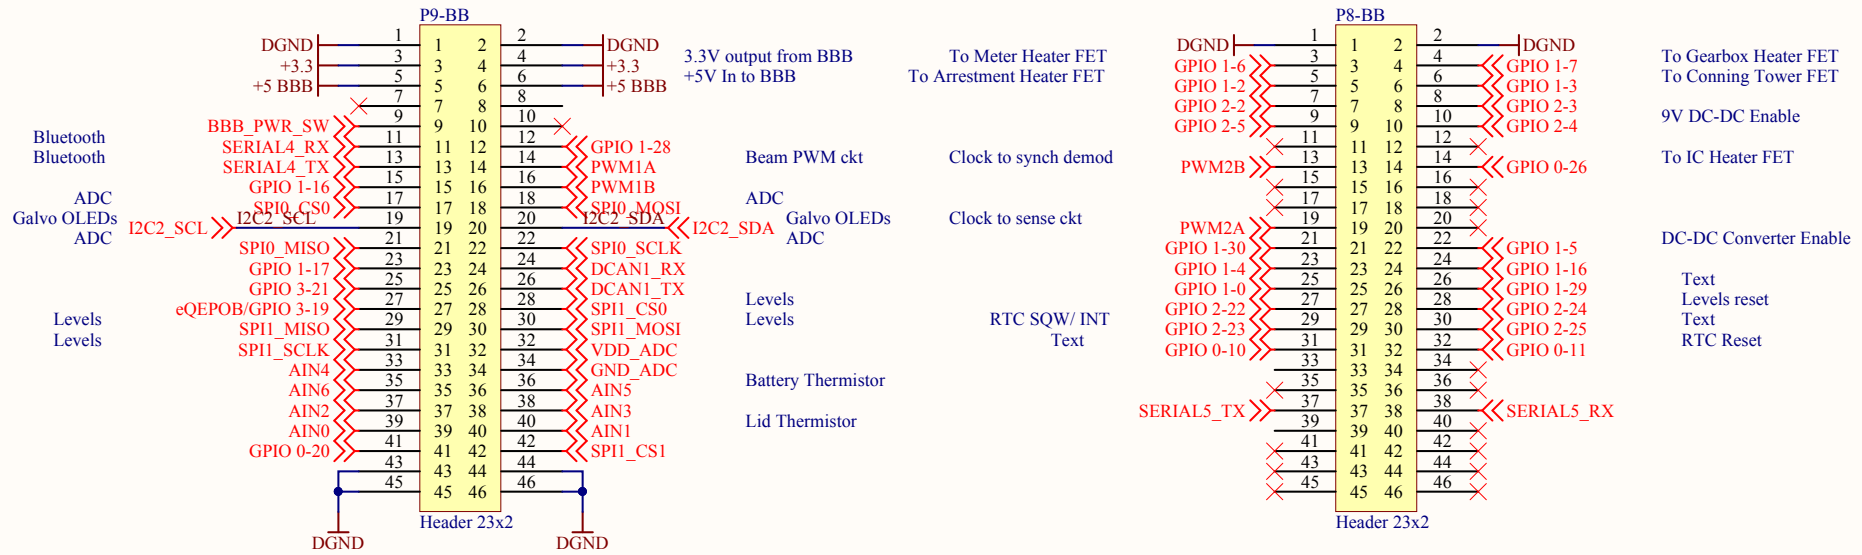 P9-BB P8-BB
DGND 1 1 2 2 DGND DGND 1 1 2 2 DGND
+3.3 3 3 4 4 +3.3 3.3V output from BBB To Meter Heater FET GPIO 1-6 3 3 4 4 GPIO 1-7 To Gearbox Heater FET
+5 BBB 5 5 6 6 +5 BBB +5V In to BBB To Arrestment Heater FET GPIO 1-2 5 5 6 6 GPIO 1-3 To Conning Tower FET
7 7 8 8 GPIO 2-2 7 7 8 8 GPIO 2-3
BBB_PWR_SW 9 9 10 10 GPIO 2-5 9 9 10 10 GPIO 2-4 9V DC-DC Enable
Bluetooth SERIAL4_RX 11 11 12 12 GPIO 1-28 11 11 12 12
Bluetooth SERIAL4_TX 13 13 14 14 PWM1A Beam PWM ckt Clock to synch demod PWM2B 13 13 14 14 GPIO 0-26 To IC Heater FET
GPIO 1-16 15 15 16 16 PWM1B 15 15 16 16
ADC SPI0_CS0 17 17 18 18 SPI0_MOSI ADC 17 17 18 18
Galvo OLEDs I2C2_SCL I2C2_SCL 19 19 20 20 I2C2_SDA I2C2_SDA Galvo OLEDs Clock to sense ckt PWM2A 19 19 20 20
ADC SPI0_MISO 21 21 22 22 SPI0_SCLK ADC GPIO 1-30 21 21 22 22 GPIO 1-5 DC-DC Converter Enable
GPIO 1-17 23 23 24 24 DCAN1_RX GPIO 1-4 23 23 24 24 GPIO 1-16
GPIO 3-21 25 25 26 26 DCAN1_TX GPIO 1-0 25 25 26 26 GPIO 1-29 Text
eQEPOB/GPIO 3-19 27 27 28 28 SPI1_CS0 Levels GPIO 2-22 27 27 28 28 GPIO 2-24 Levels reset
Levels SPI1_MISO 29 29 30 30 SPI1_MOSI Levels RTC SQW/ INT GPIO 2-23 29 29 30 30 GPIO 2-25 Text
Levels SPI1_SCLK 31 31 32 32 VDD_ADC Text GPIO 0-10 31 31 32 32 GPIO 0-11 RTC Reset
AIN4 33 33 34 34 GND_ADC 33 33 34 34
AIN6 35 35 36 36 AIN5 Battery Thermistor 35 35 36 36
AIN2 37 37 38 38 AIN3 SERIAL5_TX 37 37 38 38 SERIAL5_RX
AIN0 39 39 40 40 AIN1 Lid Thermistor 39 39 40 40
GPIO 0-20 41 41 42 42 SPI1_CS1 41 41 42 42
43 43 44 44 43 43 44 44
45 45 46 46 45 45 46 46
Header 23x2 Header 23x2
DGND DGND